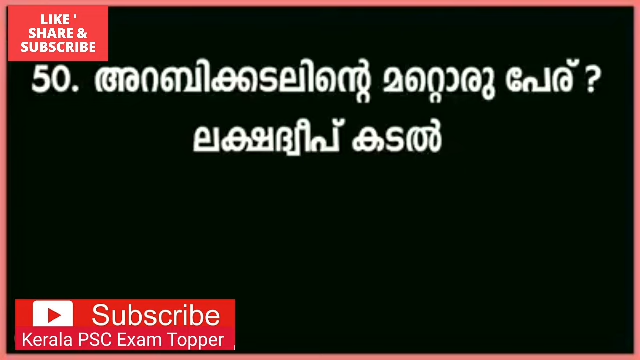 LIKE '
SHARE &
SUBSCRIBE
50. അറബിക്കടലിന്റെ മറ്റൊരു പേര് ?
ലക്ഷദ്വീപ് കടൽ
Subscribe
Kerala PSC Exam Topper